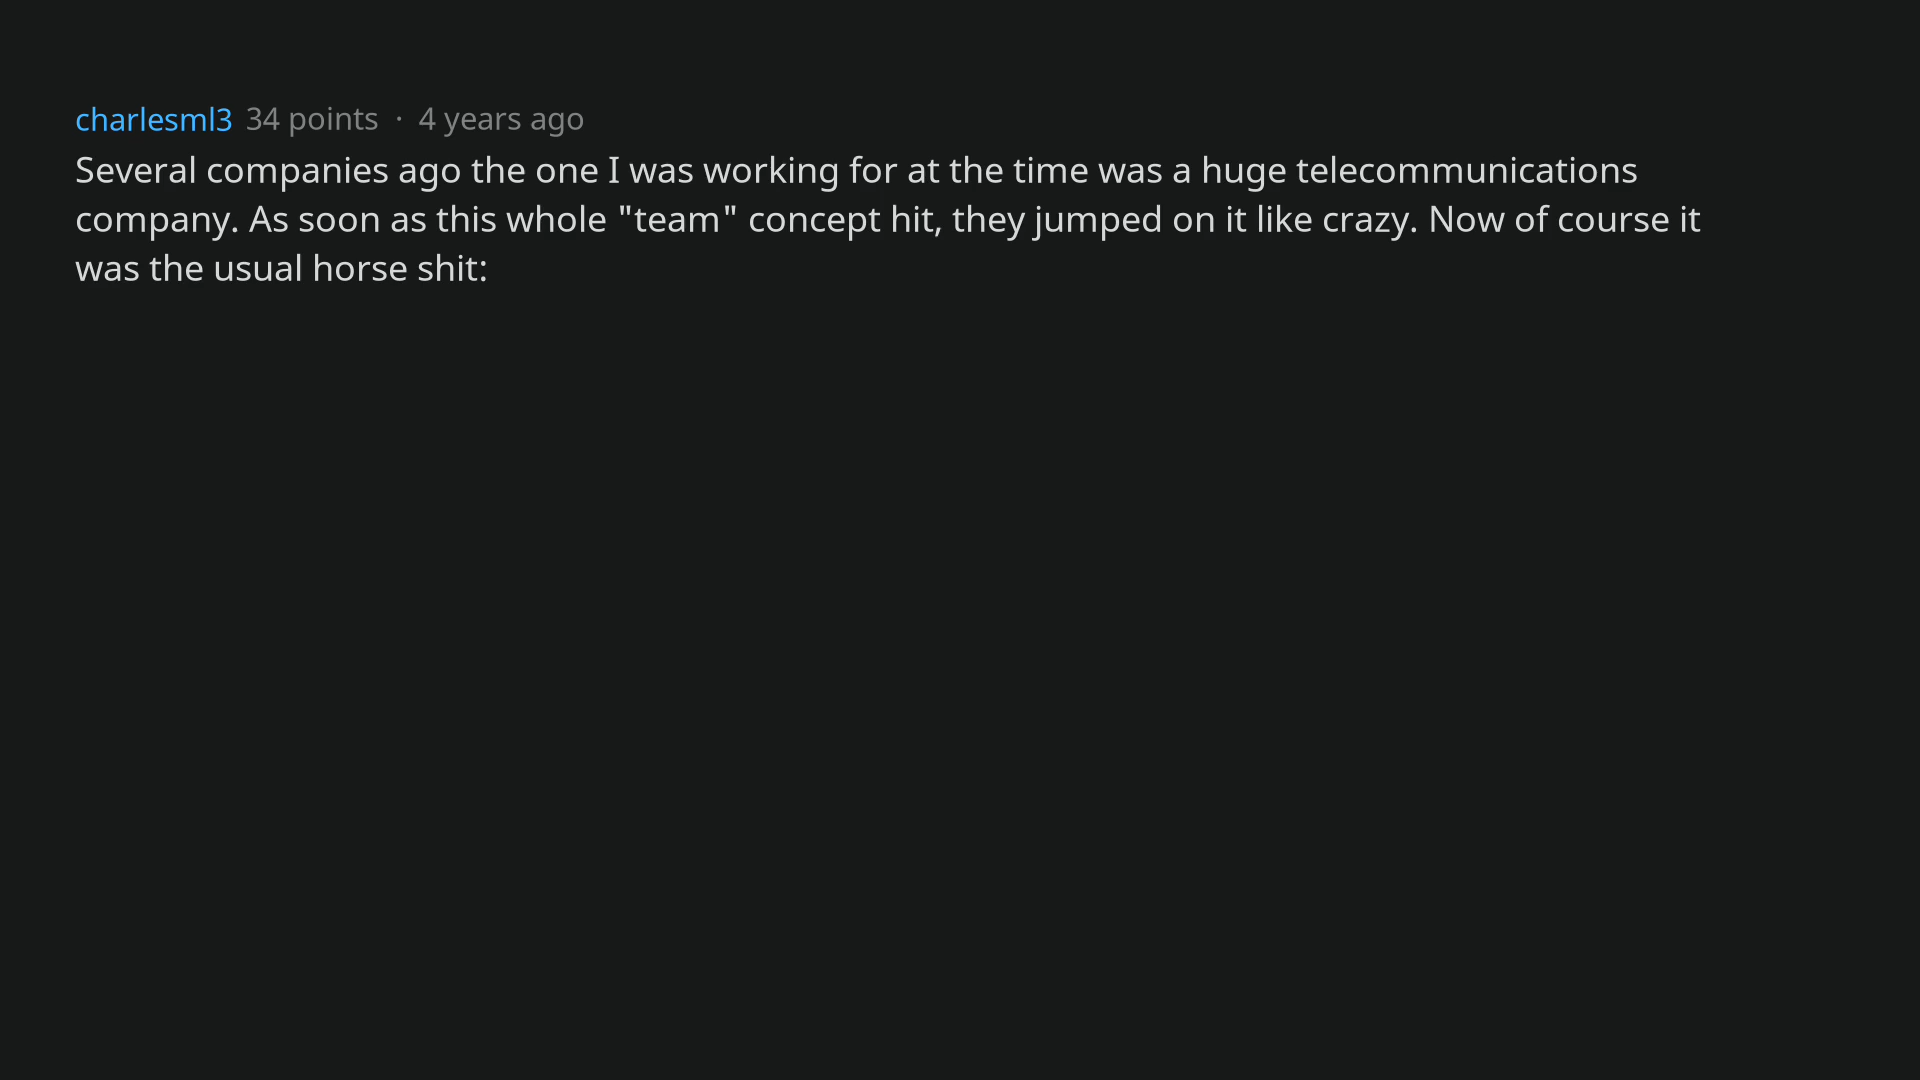 charlesml3 34 points · 4 years ago
Several companies ago the one I was working for at the time was a huge telecommunications
company. As soon as this whole "team" concept hit, they jumped on it like crazy. Now of course it
was the usual horse shit: